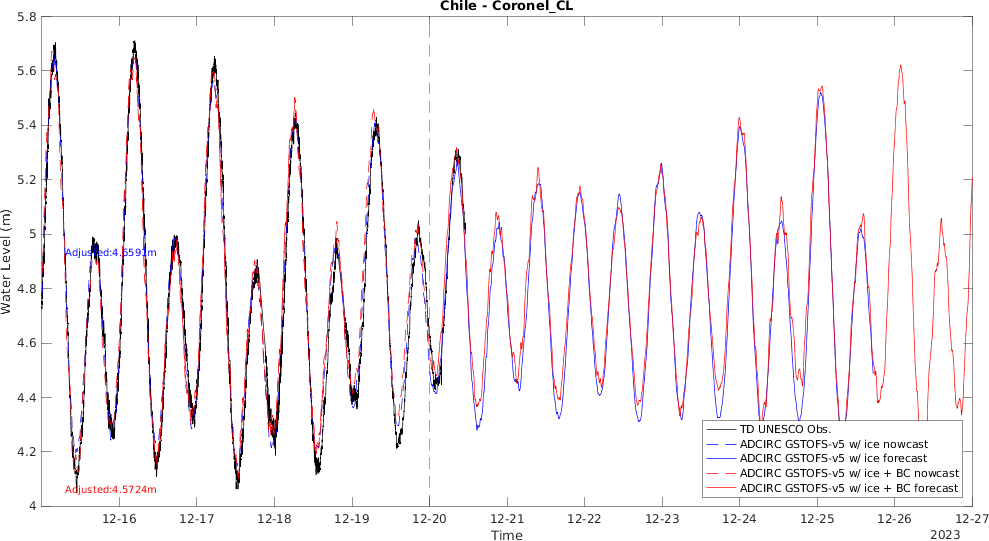 Chile - Coronel_CL
5.8
5.6
5.4
5.2
5
4.8
4.6
4.4
4.2
4
Water Level (m)
Adjusted:4.6591m
Adjusted:4.5724m
TD UNESCO Obs.
ADCIRC GSTOFS-v5 w/ ice nowcast
ADCIRC GSTOFS-v5 w/ ice forecast
ADCIRC GSTOFS-v5 w/ ice + BC nowcast
ADCIRC GSTOFS-v5 w/ ice + BC forecast
12-16 12-17 12-18 12-19 12-20 12-21 12-22 12-23 12-24 12-25 12-26 12-27
Time
2023